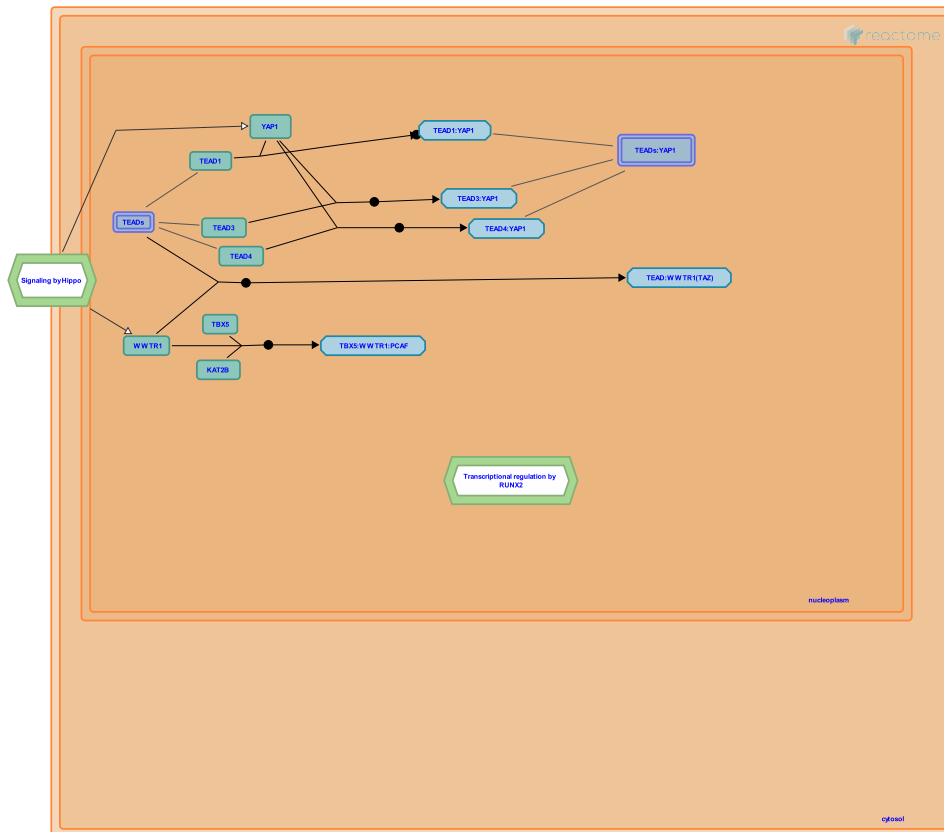 reactome
YAP1
TEAD1:YAP1
TEADs:YAP1
TEAD1
TEAD3:YAP1
TEADs
TEAD3
TEAD4:YAP1
TEAD4
Signaling by Hippo
TEAD:WWTR1(TAZ)
TBX5
WWTR1
TBX5:WWTR1:PCAF
KAT2B
Transcriptional regulation by
RUNX2
nucleoplasm
cytosol